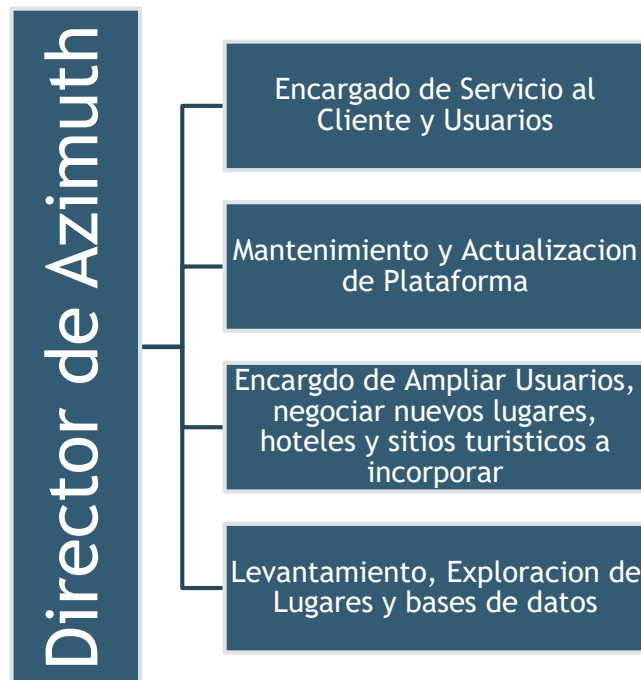 Director de Azimuth
Encargado de Servicio al
Cliente y Usuarios
Mantenimiento y Actualizacion
de Plataforma
Encargdo de Ampliar Usuarios,
negociar nuevos lugares,
hoteles y sitios turisticos a
incorporar
Levantamiento, Exploracion de
Lugares y bases de datos